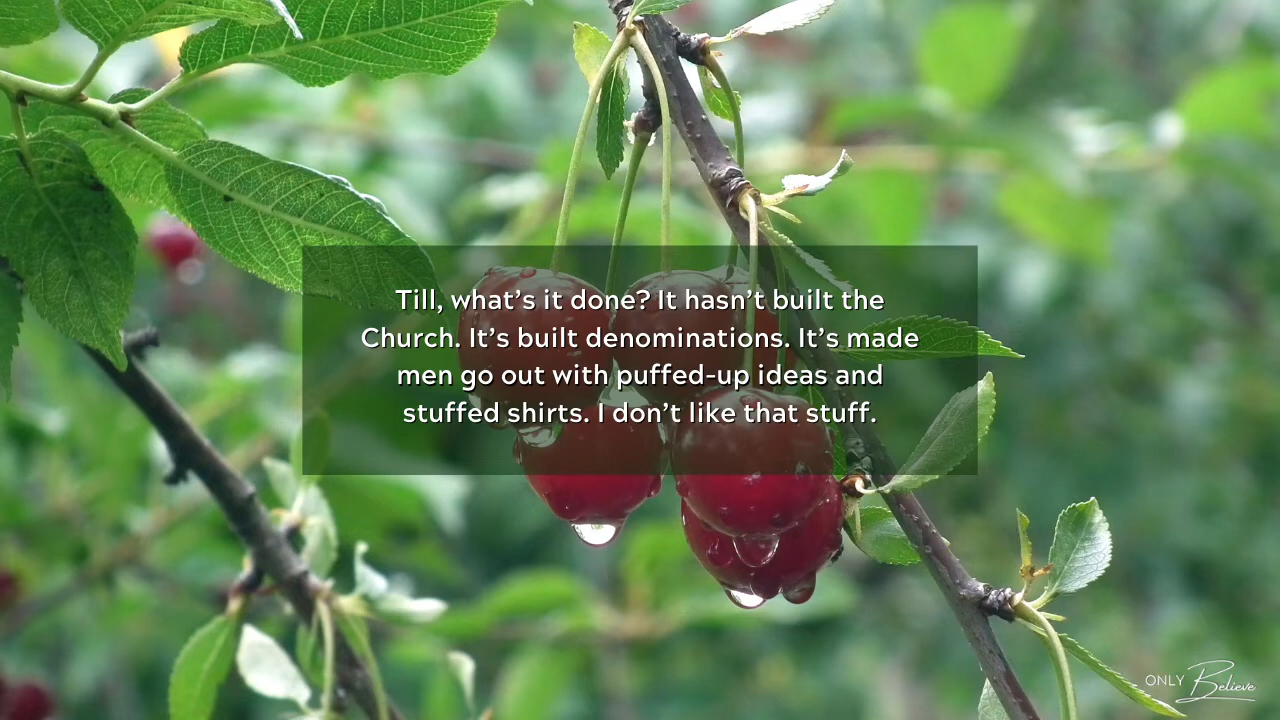 Till, what’s it done? It hasn’t built the
Church. It’s built denominations. It’s made
men go out with puffed-up ideas and
stuffed shirts. I don’t like that stuff.
ONLY Believe